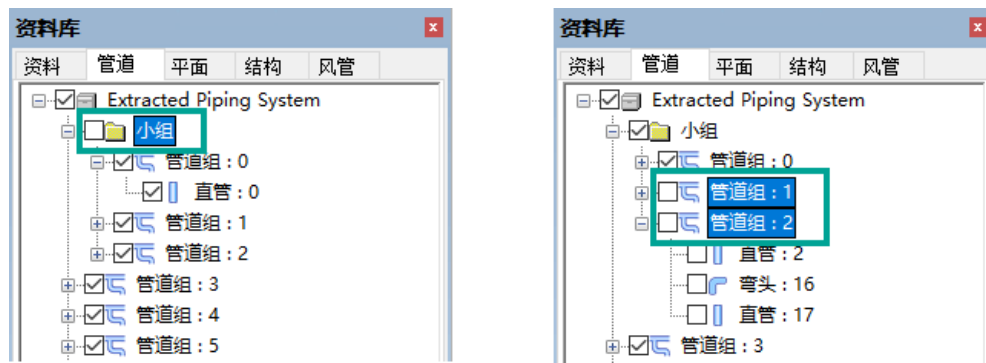 资料库
资料 管道 平面 结构 风管
Extracted Piping System
小组
管道组 : 0
直管 : 0
管道组 : 1
管道组 : 2
管道组 : 3
管道组 : 4
管道组 : 5
资料库
资料 管道 平面 结构 风管
Extracted Piping System
小组
管道组 : 0
管道组 : 1
管道组 : 2
直管 : 2
弯头 : 16
直管 : 17
管道组 : 3